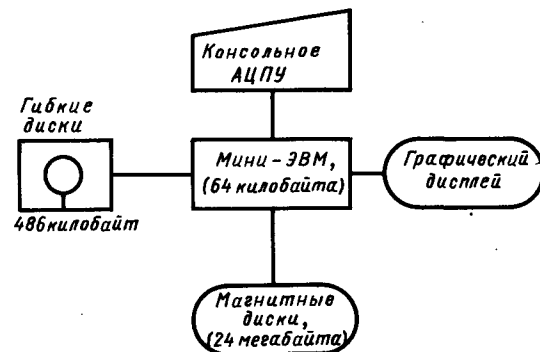 Консольное
АЦПУ
Гибкие
диски
486килобайт
Мини-ЭВМ,
(64 килобайта)
Графический
дисплей
Магнитные
диски,
(24 мегабайта)